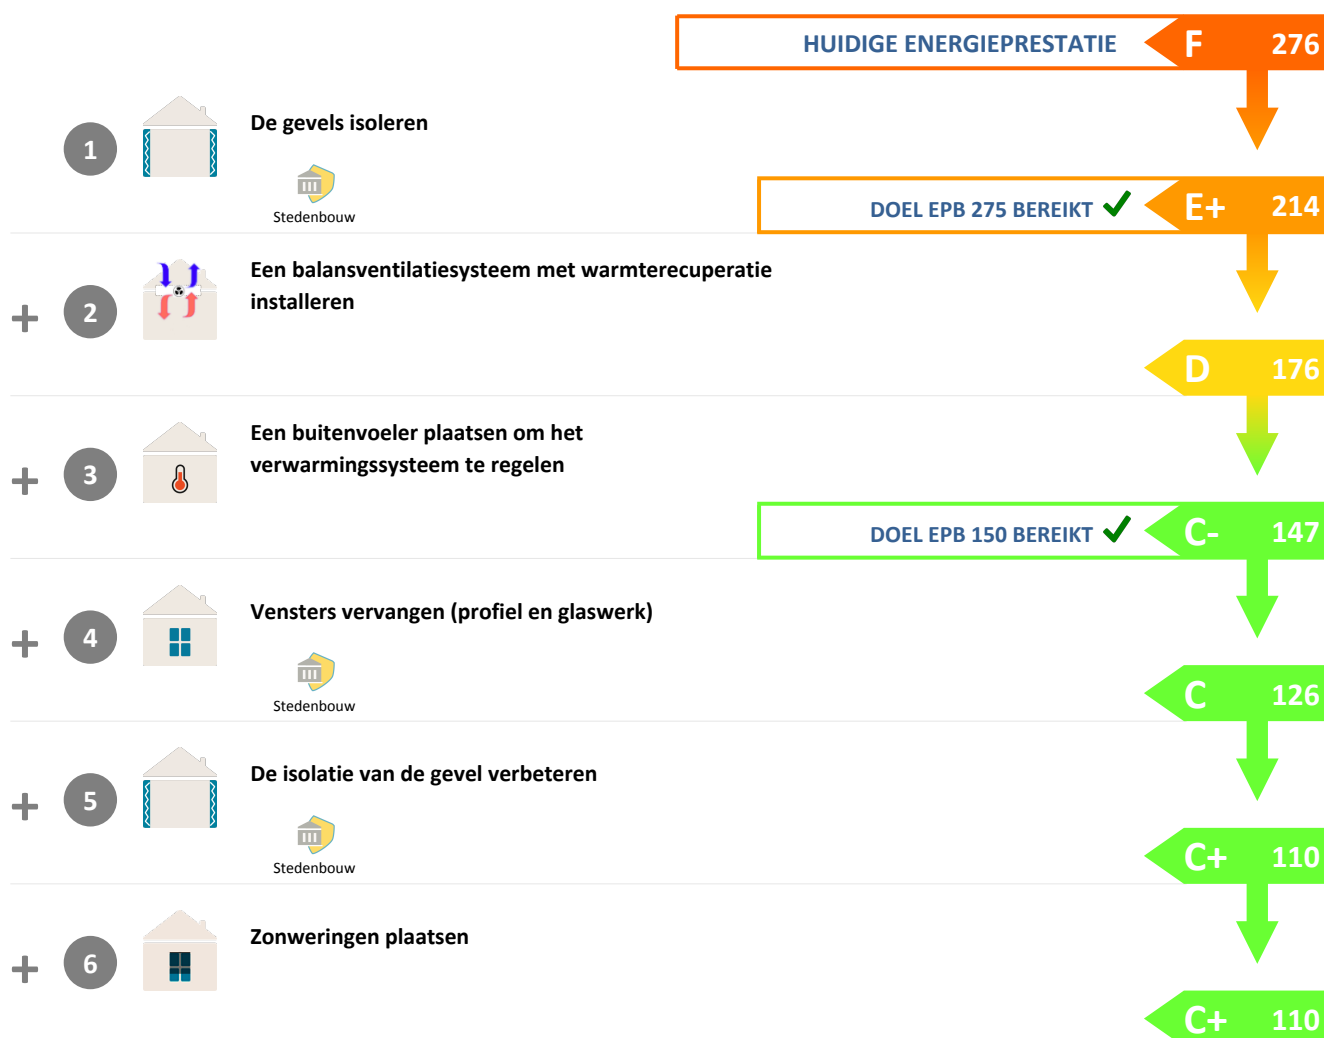 HUIDIGE ENERGIEPRESTATIE F 276
1 De gevels isoleren
Stedenbouw
DOEL EPB 275 BEREIKT E+ 214
+ 2 Een balansventilatiesysteem met warmterecuperatie
installeren
D 176
+ 3 Een buitenvoeler plaatsen om het
verwarmingssysteem te regelen
DOEL EPB 150 BEREIKT C- 147
+ 4 Vensters vervangen (profiel en glaswerk)
Stedenbouw
C 126
+ 5 De isolatie van de gevel verbeteren
Stedenbouw
C+ 110
+ 6 Zonweringen plaatsen
C+ 110